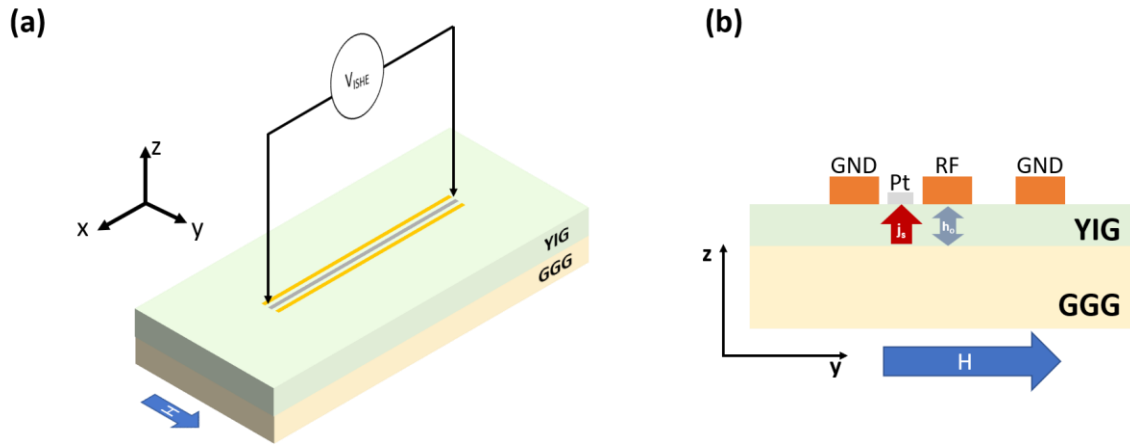 (a)
V_ISHE
z
x
y
YIG
GGG
H
(b)
GND
Pt
RF
GND
j_s
h_o
YIG
z
GGG
y
H